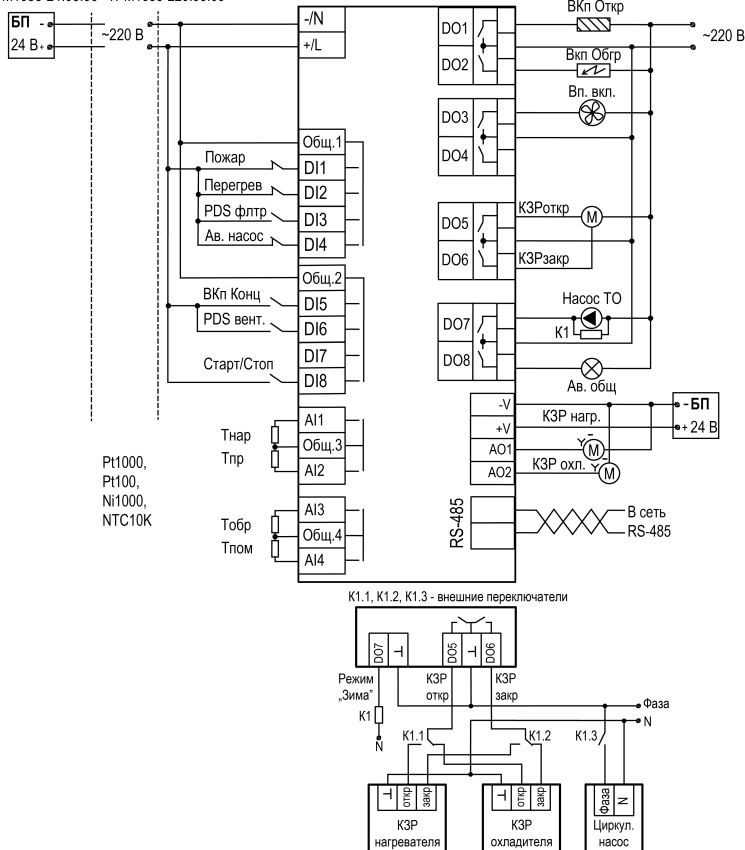 БП -
24 В+
~220 В
-/N
+/L
Общ.1
Пожар
DI1
Перегрев
DI2
PDS флтр
DI3
Ав. насос
DI4
Общ.2
ВКп Конц
DI5
PDS вент.
DI6
DI7
Старт/Стоп
DI8
Тнар
Тпр
AI1
Общ.3
AI2
Pt1000,
Pt100,
Ni1000,
NTC10K
Тобр
Тпом
AI3
Общ.4
AI4
DO1
DO2
ВКп Откр
~220 В
Вкп Обгр
DO3
DO4
Вп. вкл.
DO5
DO6
КЗРоткр
М
КЗРзакр
DO7
DO8
Насос ТО
К1
Ав. общ
-V
+V
AO1
AO2
КЗР нагр.
КЗР охл.
Y
-
М
Y
-
М
- БП
+ 24 В
RS-485
В сеть
RS-485
К1.1, К1.2, К1.3 - внешние переключатели
DO7
DO5
DO6
Режим
„Зима”
КЗР
откр
КЗР
закр
К1
N
Фаза
N
К1.1
К1.2
К1.3
откр
закр
КЗР
нагревателя
откр
закр
КЗР
охладителя
Фаза
N
Циркул.
насос